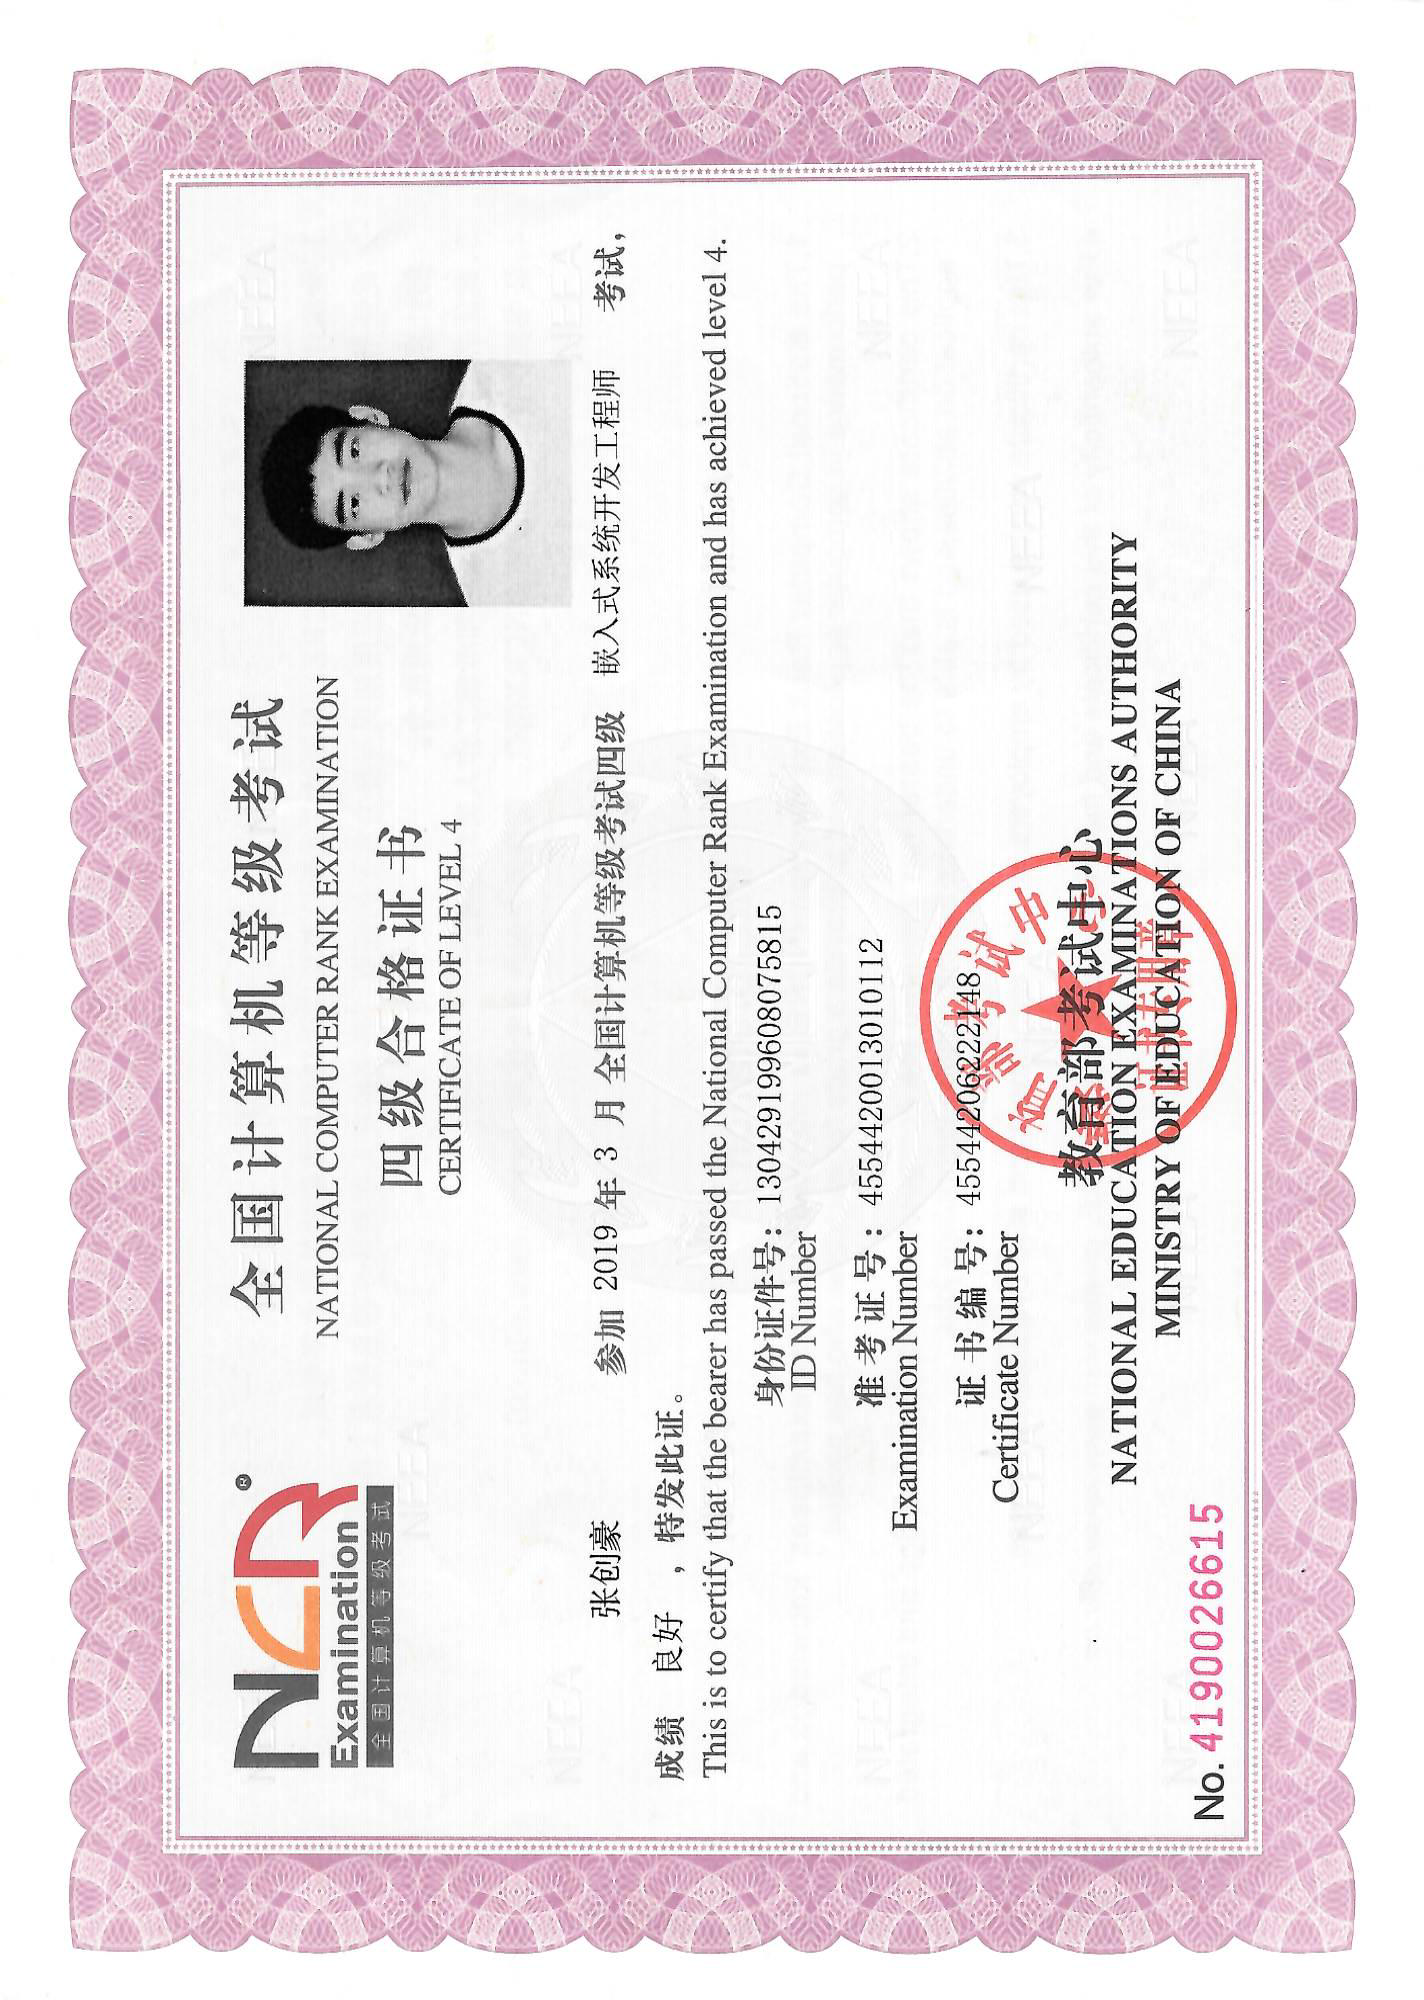 NCR®
Examination
全国计算机等级考试
全国计算机等级考试
NATIONAL COMPUTER RANK EXAMINATION
四级合格证书
CERTIFICATE OF LEVEL 4
张创豪 参加 2019 年 3 月 全国计算机等级考试四级 嵌入式系统开发工程师 考试，
成绩 良好 ，特发此证。
This is to certify that the bearer has passed the National Computer Rank Examination and has achieved level 4.
身份证件号：130429199608075815
ID Number
准考证号：4554420013010112
Examination Number
证书编号：45544206222148
Certificate Number
教育部考试中心
证书专用章
教育部考试中心
NATIONAL EDUCATION EXAMINATIONS AUTHORITY
MINISTRY OF EDUCATION OF CHINA
No. 4190026615